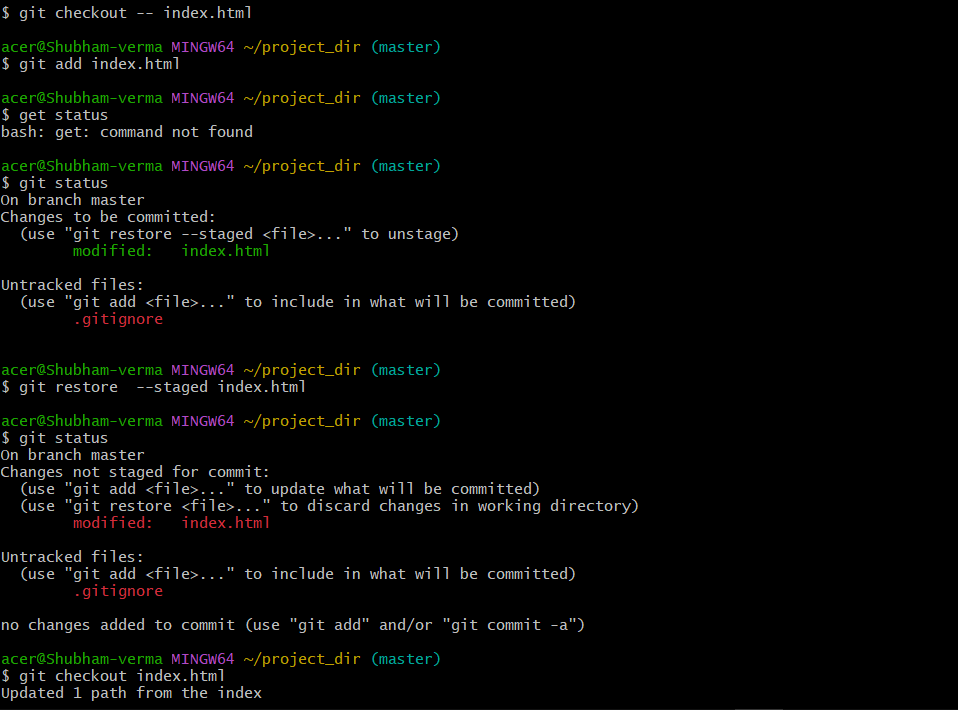 $ git checkout -- index.html
acer@Shubham-verma MINGW64 ~/project_dir (master)
$ git add index.html
acer@Shubham-verma MINGW64 ~/project_dir (master)
$ get status
bash: get: command not found
acer@Shubham-verma MINGW64 ~/project_dir (master)
$ git status
On branch master
Changes to be committed:
  (use "git restore --staged <file>..." to unstage)
        modified:   index.html
Untracked files:
  (use "git add <file>..." to include in what will be committed)
        .gitignore
acer@Shubham-verma MINGW64 ~/project_dir (master)
$ git restore  --staged index.html
acer@Shubham-verma MINGW64 ~/project_dir (master)
$ git status
On branch master
Changes not staged for commit:
  (use "git add <file>..." to update what will be committed)
  (use "git restore <file>..." to discard changes in working directory)
        modified:   index.html
Untracked files:
  (use "git add <file>..." to include in what will be committed)
        .gitignore
no changes added to commit (use "git add" and/or "git commit -a")
acer@Shubham-verma MINGW64 ~/project_dir (master)
$ git checkout index.html
Updated 1 path from the index